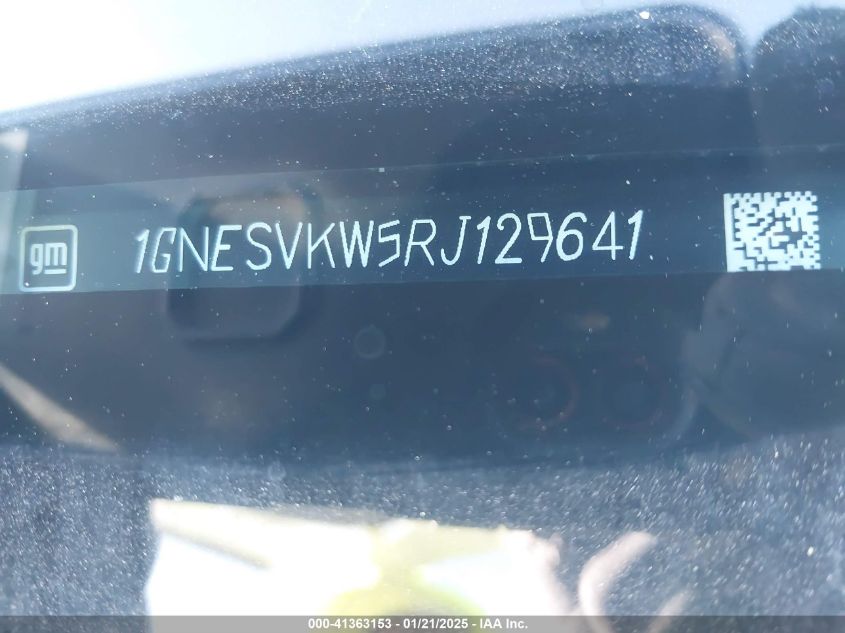 gm 1GNESVKW5RJ129641
000-41363153 - 01/21/2025 - IAA Inc.